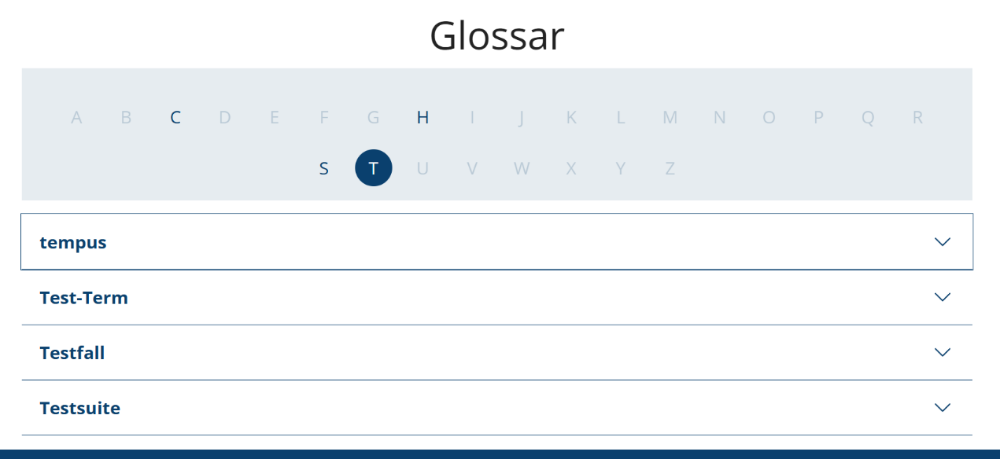 Glossar
A B C D E F G H I J K L M N O P Q R
S T U V W X Y Z
tempus
Test-Term
Testfall
Testsuite